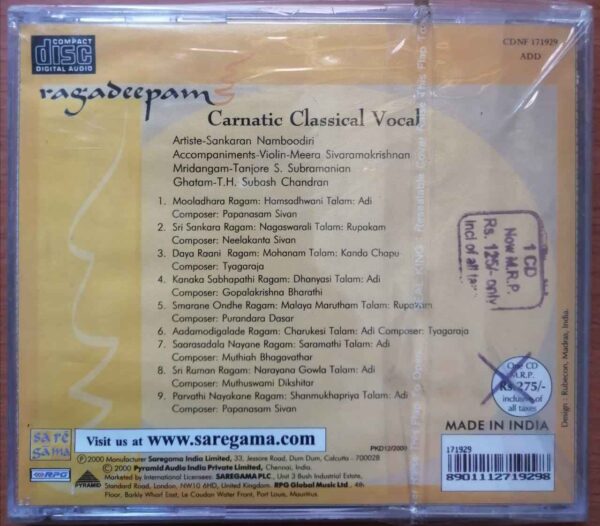 COMPACT
disc
DIGITAL AUDIO
CDNF 171929
ADD
ragadeepam
Carnatic Classical Vocal
Artiste-Sankaran Namboodiri
Accompaniments-Violin-Meera Sivaramakrishnan
Mridangam-Tanjore S. Subramanian
Ghatam-T.H. Subash Chandran
1. Mooladhara Ragam: Hamsadhwani Talam: Adi
Composer: Papanasam Sivan
2. Sri Sankara Ragam: Nagaswarali Talam: Rupakam
Composer: Neelakanta Sivan
3. Daya Raani Ragam: Mohanam Talam: Kanda Chapu
Composer: Tyagaraja
4. Kanaka Sabhapathi Ragam: Dhanyasi Talam: Adi
Composer: Gopalakrishna Bharathi
5. Smarane Ondhe Ragam: Malaya Marutham Talam: Rupakam
Composer: Purandara Dasar
6. Aadamodigalade Ragam: Charukesi Talam: Adi Composer: Tyagaraja
7. Saarasadala Nayane Ragam: Saramathi Talam: Adi
Composer: Muthiah Bhagavathar
8. Sri Ruman Ragam: Narayana Gowla Talam: Adi
Composer: Muthuswami Dikshitar
9. Parvathi Nayakane Ragam: Shanmukhapriya Talam: Adi
Composer: Papanasam Sivan
1 CD
Now M.R.P.
Rs. 125/- only
Incl of all
One CD
M.R.P.
Rs.275/-
inclusive of
all taxes
Design : Rubecon, Madras, India.
MADE IN INDIA
sa re
ga ma
RPG
Visit us at www.saregama.com
PKD12/2000
171929
8901112719298
PYRAMID
℗ 2000 Saregama India Limited, 33, Jessore Road, Dum Dum, Calcutta - 700028
© 2000 Pyramid Audio India Private Limited, Chennai, India.
Marketed by International Licensees: SAREGAMA PLC., Unit 3 Bush Industrial Estate,
Standard Road, London, NW10 6HD, United Kingdom. RPG Global Music Ltd., 4th
Floor, Barkly Wharf East, Le Caudan Water Front, Port Louis, Mauritius.